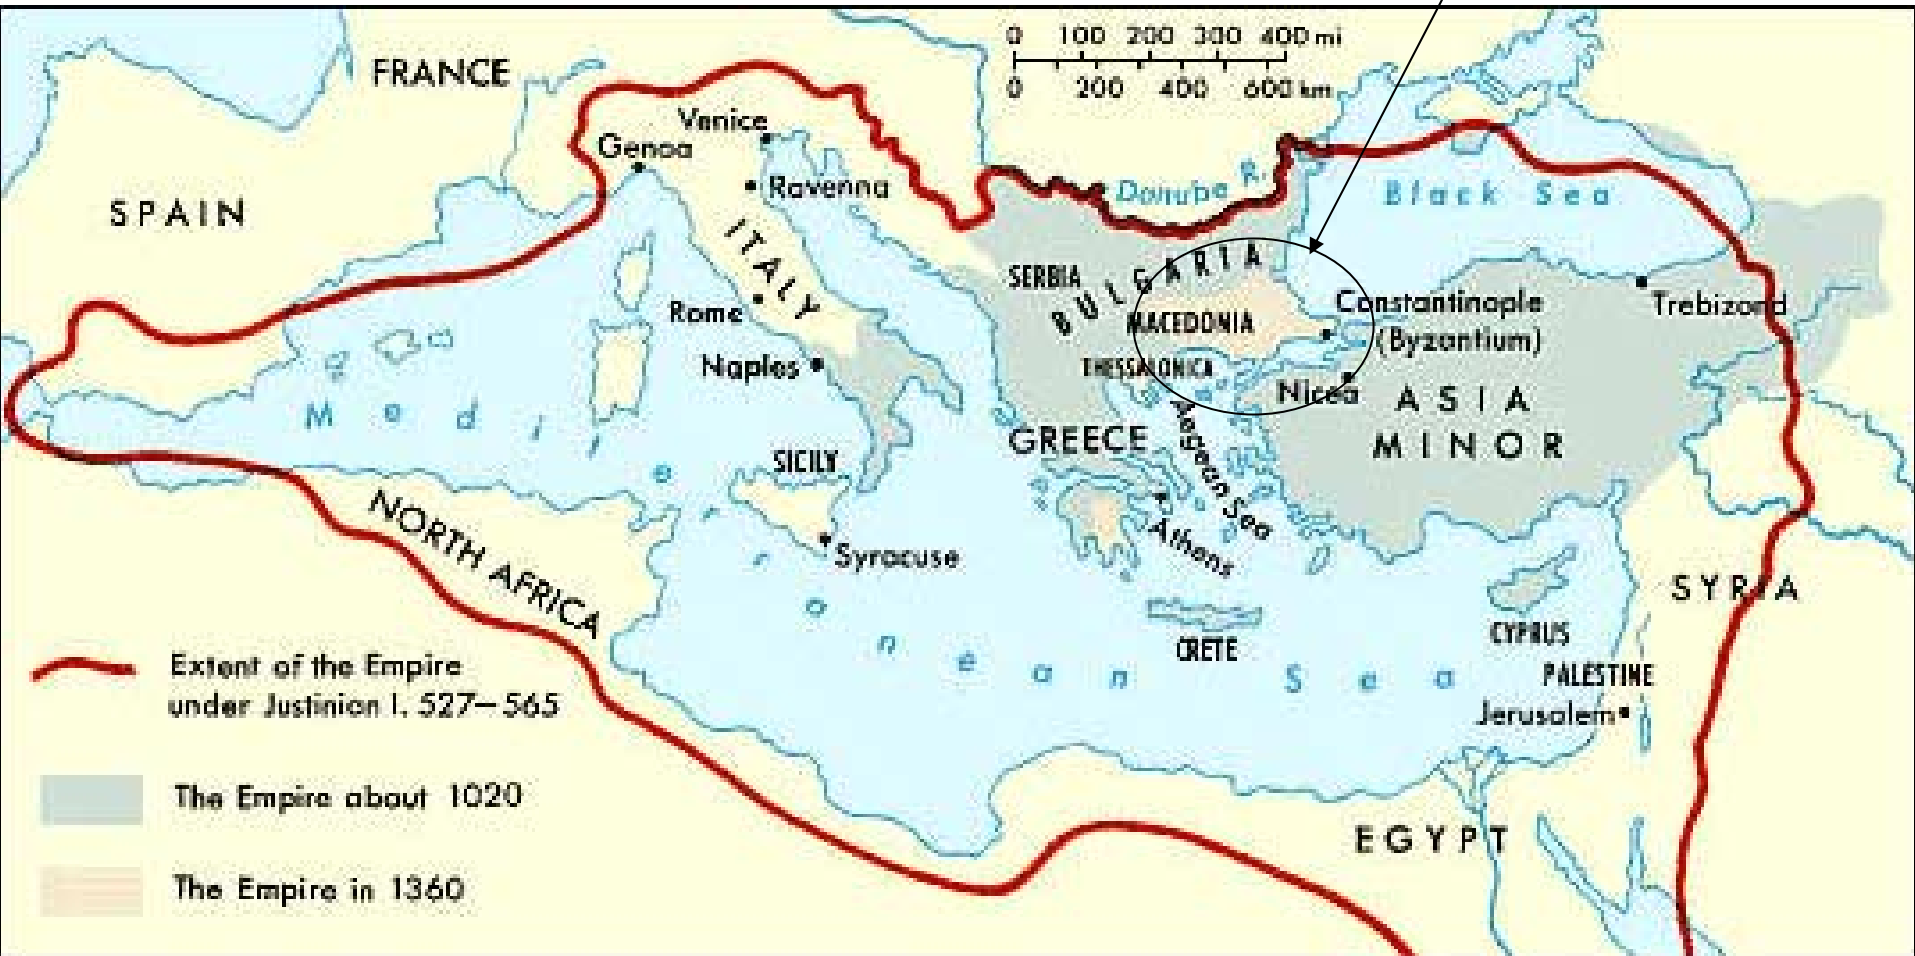 0 100 200 300 400 mi
0 200 400 600 km
FRANCE
Venice
Genoa
Ravenna
Danube R.
Black Sea
SPAIN
ITALY
SERBIA
BULGARIA
Rome
MACEDONIA
Constantinople
(Byzantium)
Trebizond
Naples
THESSALONICA
Nicea
ASIA
MINOR
Mediterranean Sea
GREECE
Aegean Sea
SICILY
Athens
NORTH AFRICA
Syracuse
SYRIA
CRETE
CYPRUS
PALESTINE
Jerusalem
EGYPT
Extent of the Empire
under Justinian I. 527–565
The Empire about 1020
The Empire in 1360